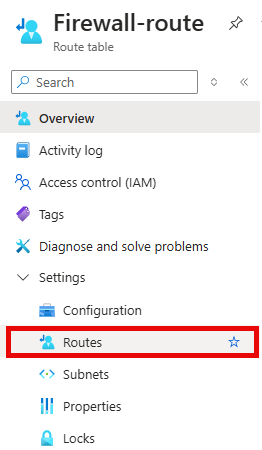 Firewall-route
Route table
Search
Overview
Activity log
Access control (IAM)
Tags
Diagnose and solve problems
Settings
Configuration
Routes
Subnets
Properties
Locks